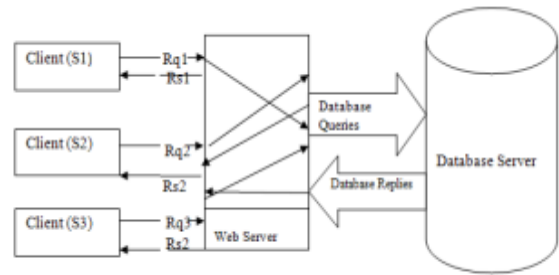 Client (S1)
Rq1
Rs1
Database
Queries
Client (S2)
Rq2
Database Server
Rs2
Database Replies
Client (S3)
Rq3
Rs2
Web Server